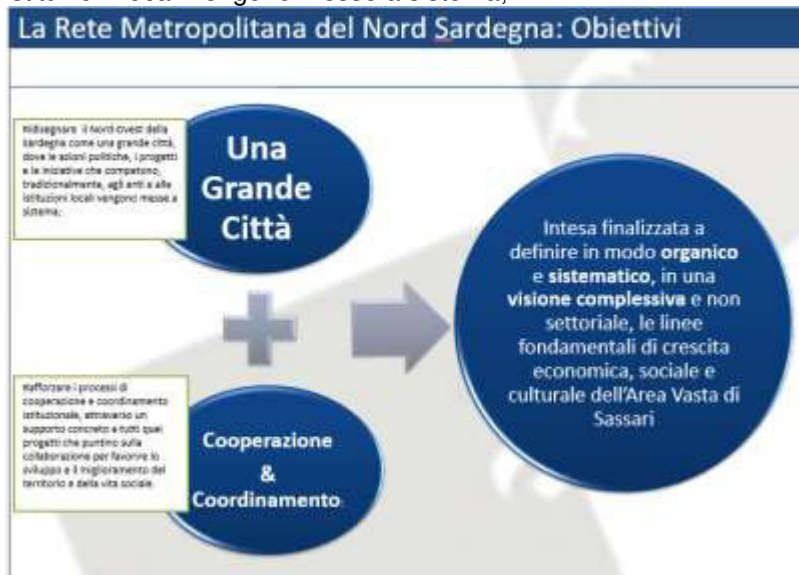 La Rete Metropolitana del Nord Sardegna: Obiettivi
Ridisegnare il Nord-Ovest della
Sardegna come una grande città,
dove le azioni politiche, i progetti
e le iniziative che competono,
tradizionalmente, agli enti e alle
istituzioni locali vengono messe a
sistema;
Una
Grande
Città
Rafforzare i processi di
cooperazione e coordinamento
istituzionale, attraverso un
supporto concreto a tutti quei
progetti che puntino sulla
collaborazione per favorire lo
sviluppo e il miglioramento del
territorio e della vita sociale.
Cooperazione
&
Coordinamento
Intesa finalizzata a
definire in modo organico
e sistematico, in una
visione complessiva e non
settoriale, le linee
fondamentali di crescita
economica, sociale e
culturale dell'Area Vasta di
Sassari